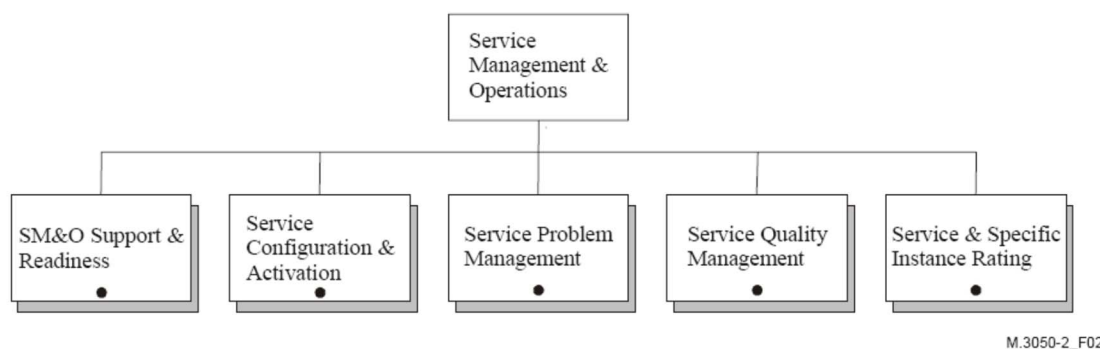 Service
Management &
Operations
SM&O Support &
Readiness
Service
Configuration &
Activation
Service Problem
Management
Service Quality
Management
Service & Specific
Instance Rating
M.3050-2_F02